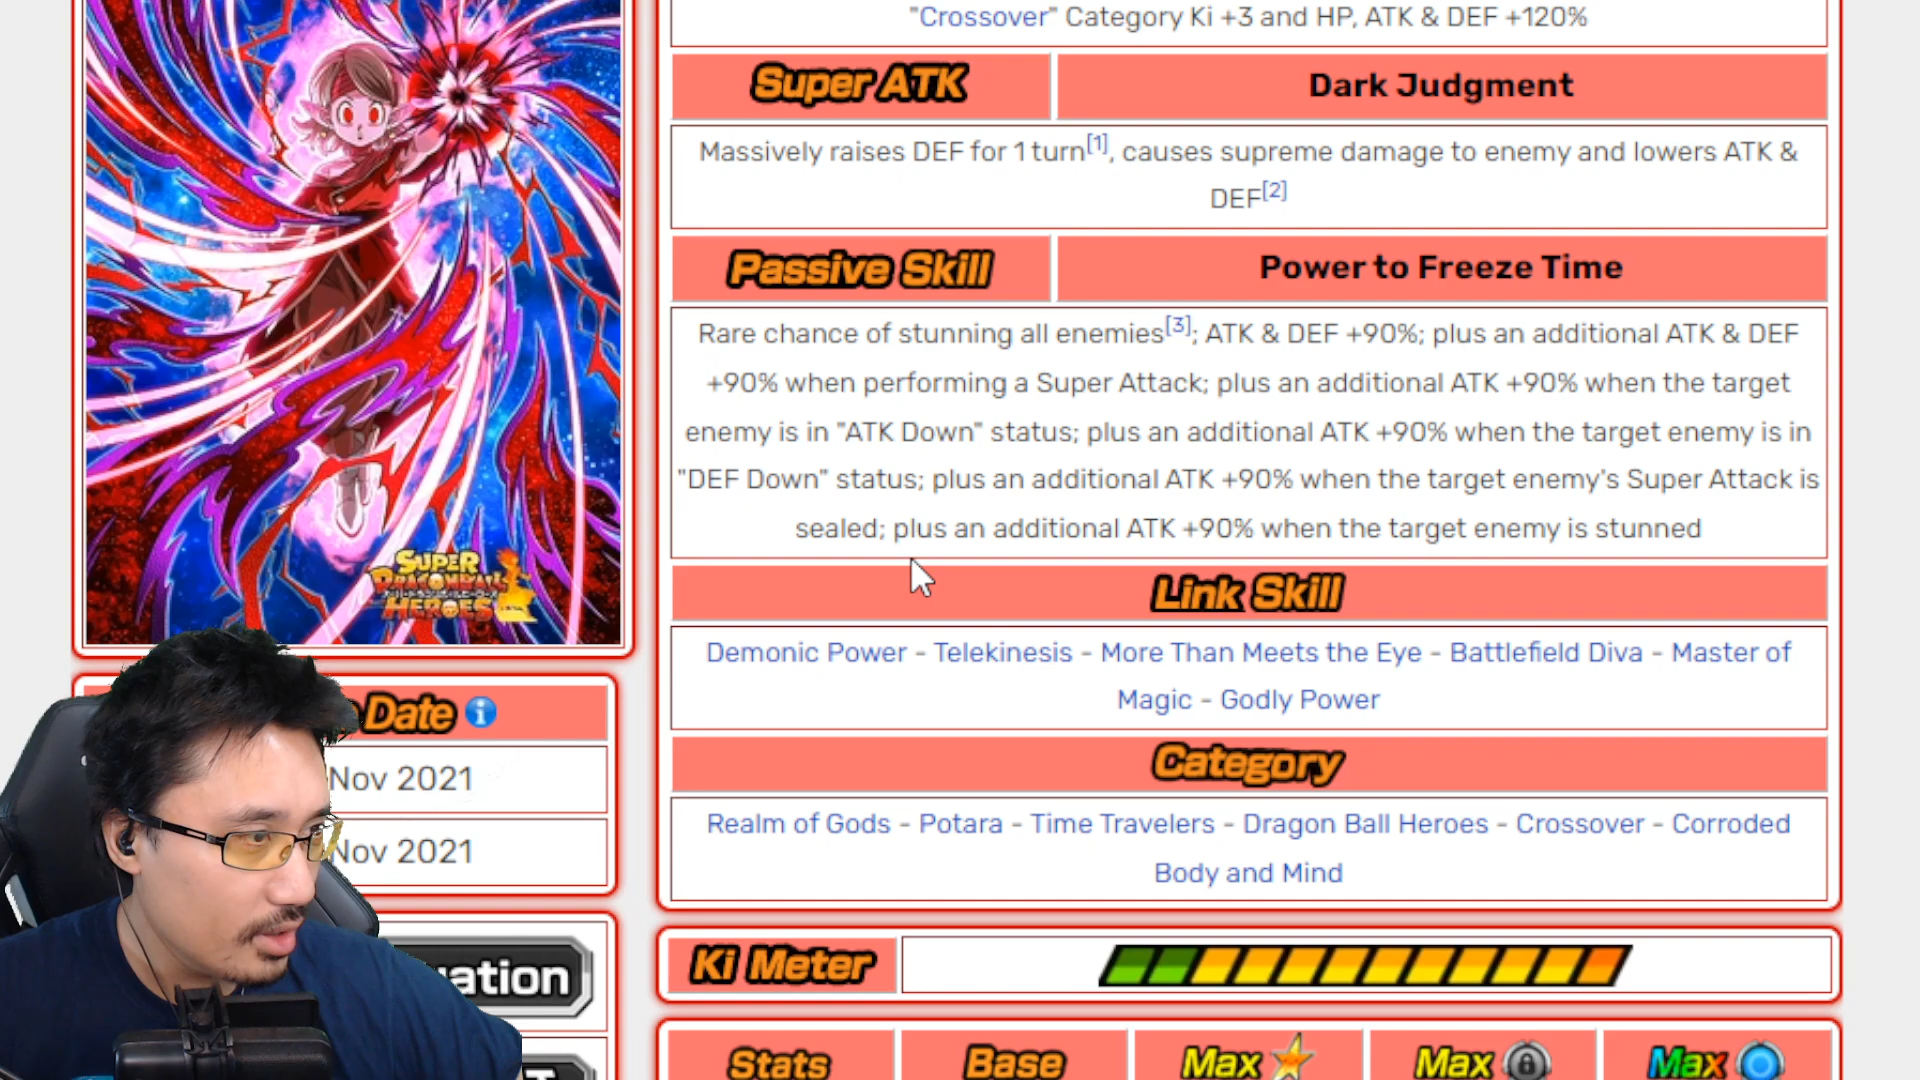 "Crossover" Category Ki +3 and HP, ATK & DEF +120%
Super ATK
Dark Judgment
Massively raises DEF for 1 turn[1], causes supreme damage to enemy and lowers ATK &
DEF[2]
Passive Skill
Power to Freeze Time
Rare chance of stunning all enemies[3]; ATK & DEF +90%; plus an additional ATK & DEF
+90% when performing a Super Attack; plus an additional ATK +90% when the target
enemy is in "ATK Down" status; plus an additional ATK +90% when the target enemy is in
"DEF Down" status; plus an additional ATK +90% when the target enemy's Super Attack is
sealed; plus an additional ATK +90% when the target enemy is stunned
SUPER
DRAGONBALL
HEROES
Link Skill
Demonic Power - Telekinesis - More Than Meets the Eye - Battlefield Diva - Master of
Magic - Godly Power
Date
Nov 2021
Nov 2021
Category
Realm of Gods - Potara - Time Travelers - Dragon Ball Heroes - Crossover - Corroded
Body and Mind
Ki Meter
Stats
Base
Max
Max
Max